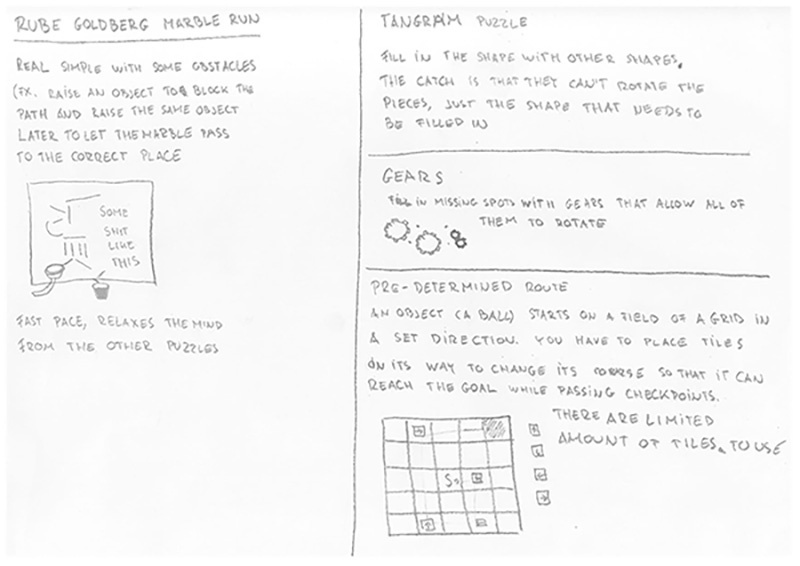 RUBE GOLDBERG MARBLE RUN
REAL SIMPLE WITH SOME OBSTACLES
(FX. RAISE AN OBJECT TO BLOCK THE
PATH AND RAISE THE SAME OBJECT
LATER TO LET THE MARBLE PASS
TO THE CORRECT PLACE
SOME
SHIT
LIKE
THIS
FAST PACE, RELAXES THE MIND
FROM THE OTHER PUZZLES
TANGRAM PUZZLE
FILL IN THE SHAPE WITH OTHER SHAPES.
THE CATCH IS THAT THEY CAN'T ROTATE THE
PIECES, JUST THE SHAPE THAT NEEDS TO
BE FILLED IN
GEARS
FILL IN MISSING SPOTS WITH GEARS THAT ALLOW ALL OF
THEM TO ROTATE
PRE-DETERMINED ROUTE
AN OBJECT (A BALL) STARTS ON A FIELD OF A GRID IN
A SET DIRECTION. YOU HAVE TO PLACE TILES
ON ITS WAY TO CHANGE ITS COURSE SO THAT IT CAN
REACH THE GOAL WHILE PASSING CHECKPOINTS.
THERE ARE LIMITED
AMOUNT OF TILES TO USE
S